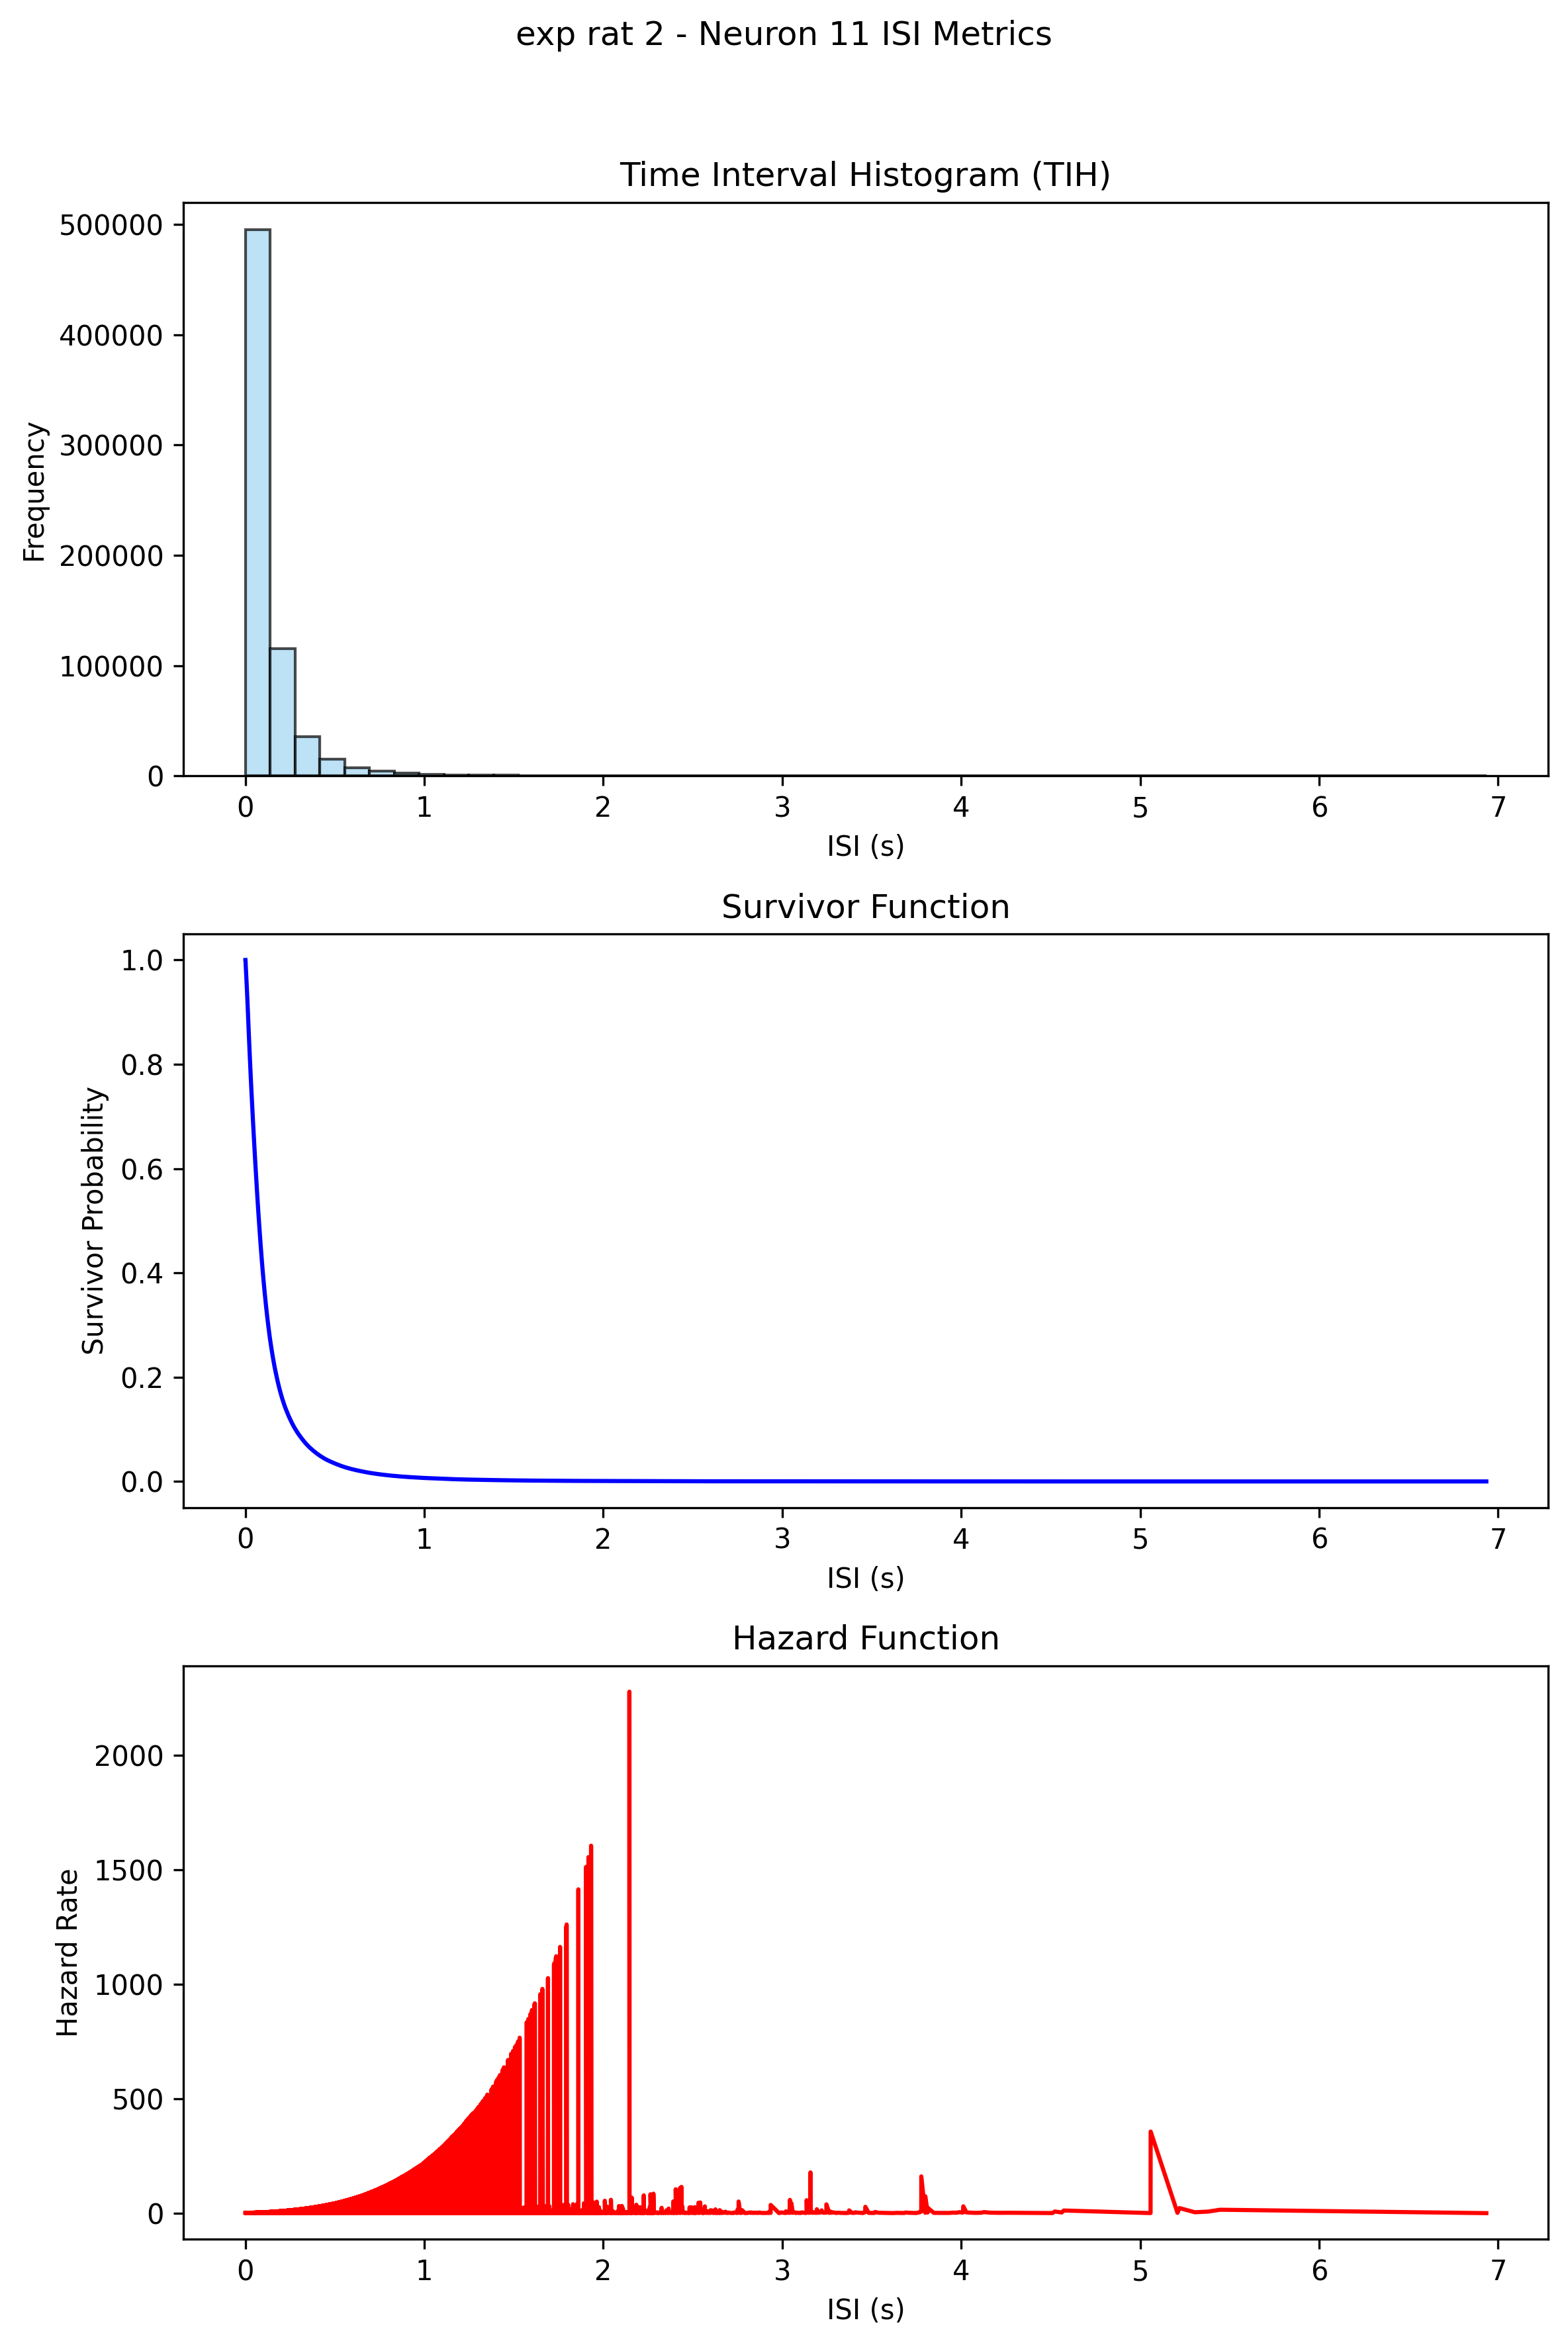 exp rat 2 - Neuron 11 ISI Metrics
Time Interval Histogram (TIH)
500000
400000
300000
200000
100000
0
Frequency
0 1 2 3 4 5 6 7
ISI (s)
Survivor Function
1.0
0.8
0.6
0.4
0.2
0.0
Survivor Probability
0 1 2 3 4 5 6 7
ISI (s)
Hazard Function
2000
1500
1000
500
0
Hazard Rate
0 1 2 3 4 5 6 7
ISI (s)